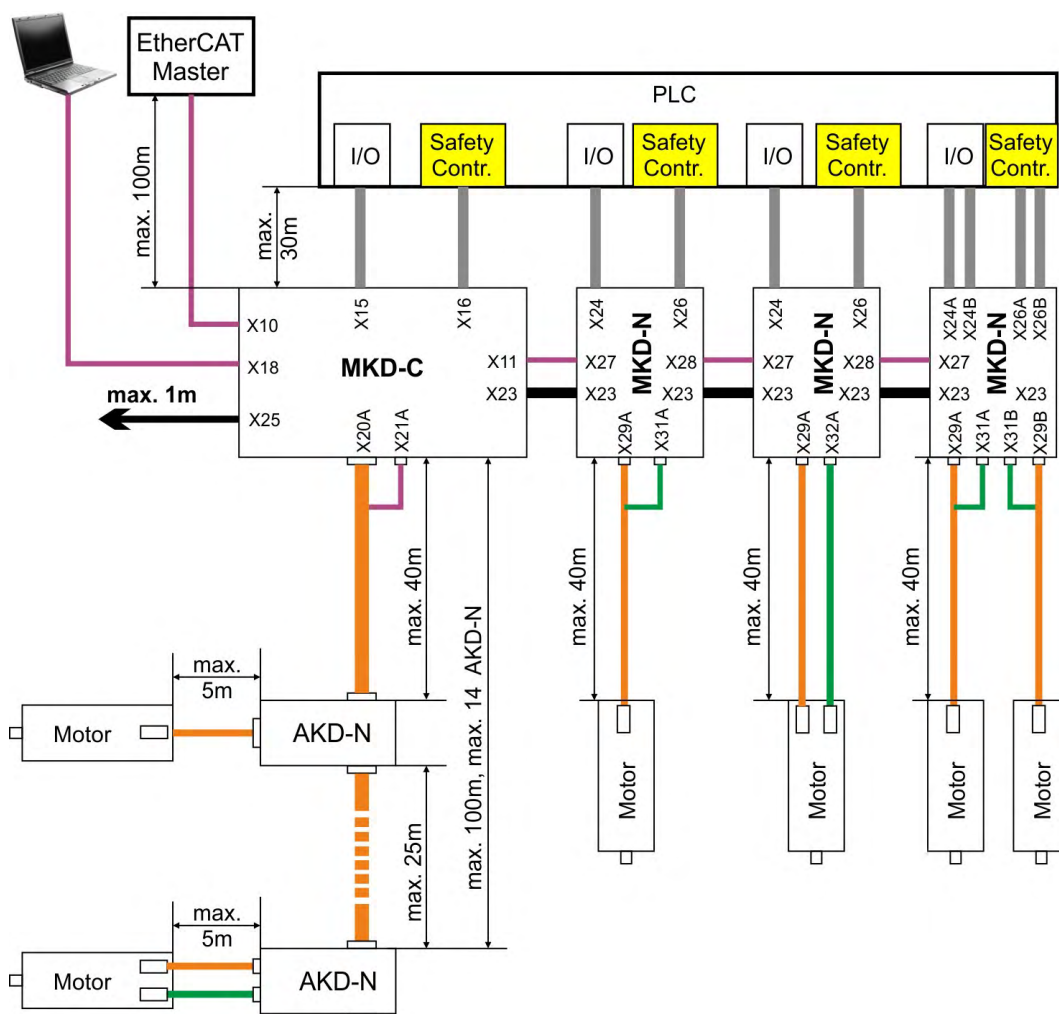 EtherCAT
Master
PLC
I/O
Safety
Contr.
I/O
Safety
Contr.
I/O
Safety
Contr.
I/O
Safety
Contr.
max. 100m
max.
30m
X15
X16
X10
X18
X25
MKD-C
X11
X23
X20A
X21A
max. 1m
X24
X26
X27
X28
X23
X23
MKD-N
X29A
X31A
X24
X26
X27
X28
X23
X23
MKD-N
X29A
X32A
X24A
X24B
X26A
X26B
X27
X23
X23
MKD-N
X29A
X31A
X31B
X29B
max. 40m
max. 100m, max. 14 AKD-N
max. 40m
max. 40m
max. 40m
max.
5m
Motor
AKD-N
max. 25m
max.
5m
Motor
AKD-N
Motor
Motor
Motor
Motor